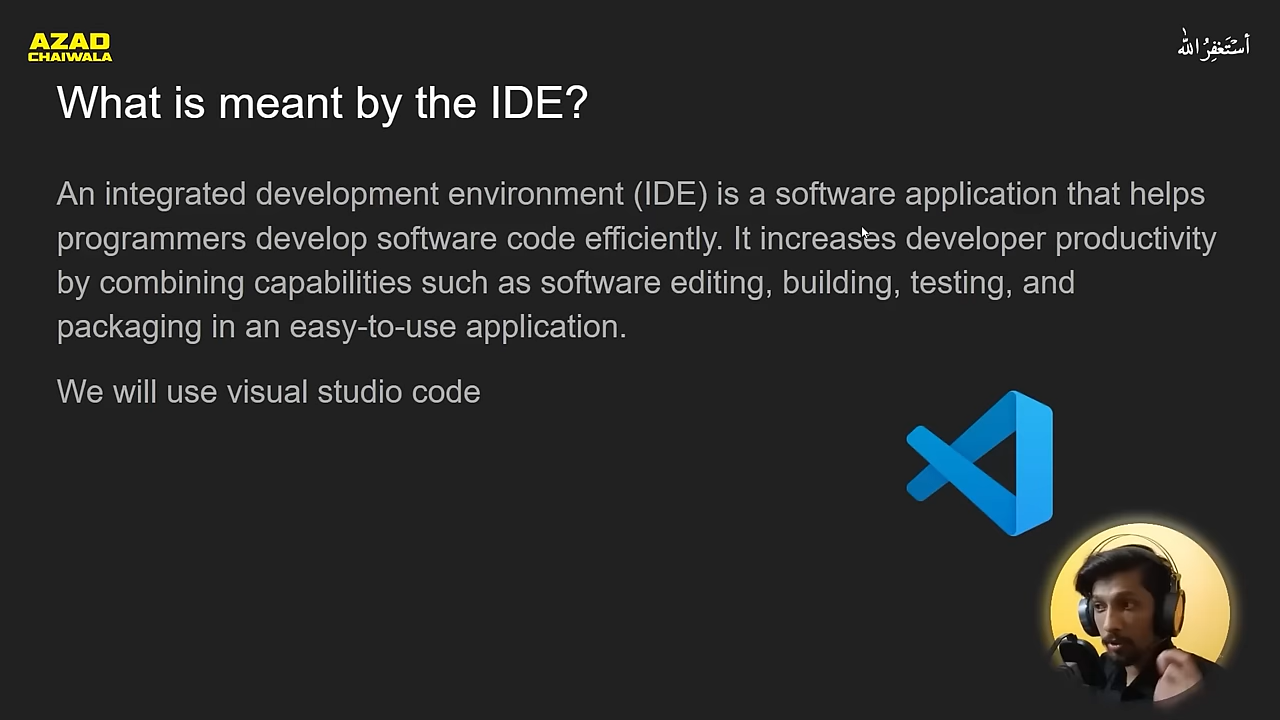 AZAD
CHAIWALA
أَسْتَغْفِرُ اللّٰه
What is meant by the IDE?
An integrated development environment (IDE) is a software application that helps
programmers develop software code efficiently. It increases developer productivity
by combining capabilities such as software editing, building, testing, and
packaging in an easy-to-use application.
We will use visual studio code